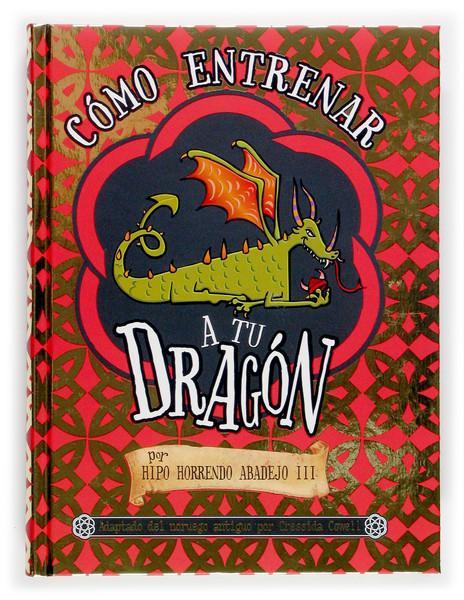 CÓMO ENTRENAR
A TU
DRAGÓN
por
HIPO HORRENDO ABADEJO III
Adaptado del noruego antiguo por Cressida Cowell